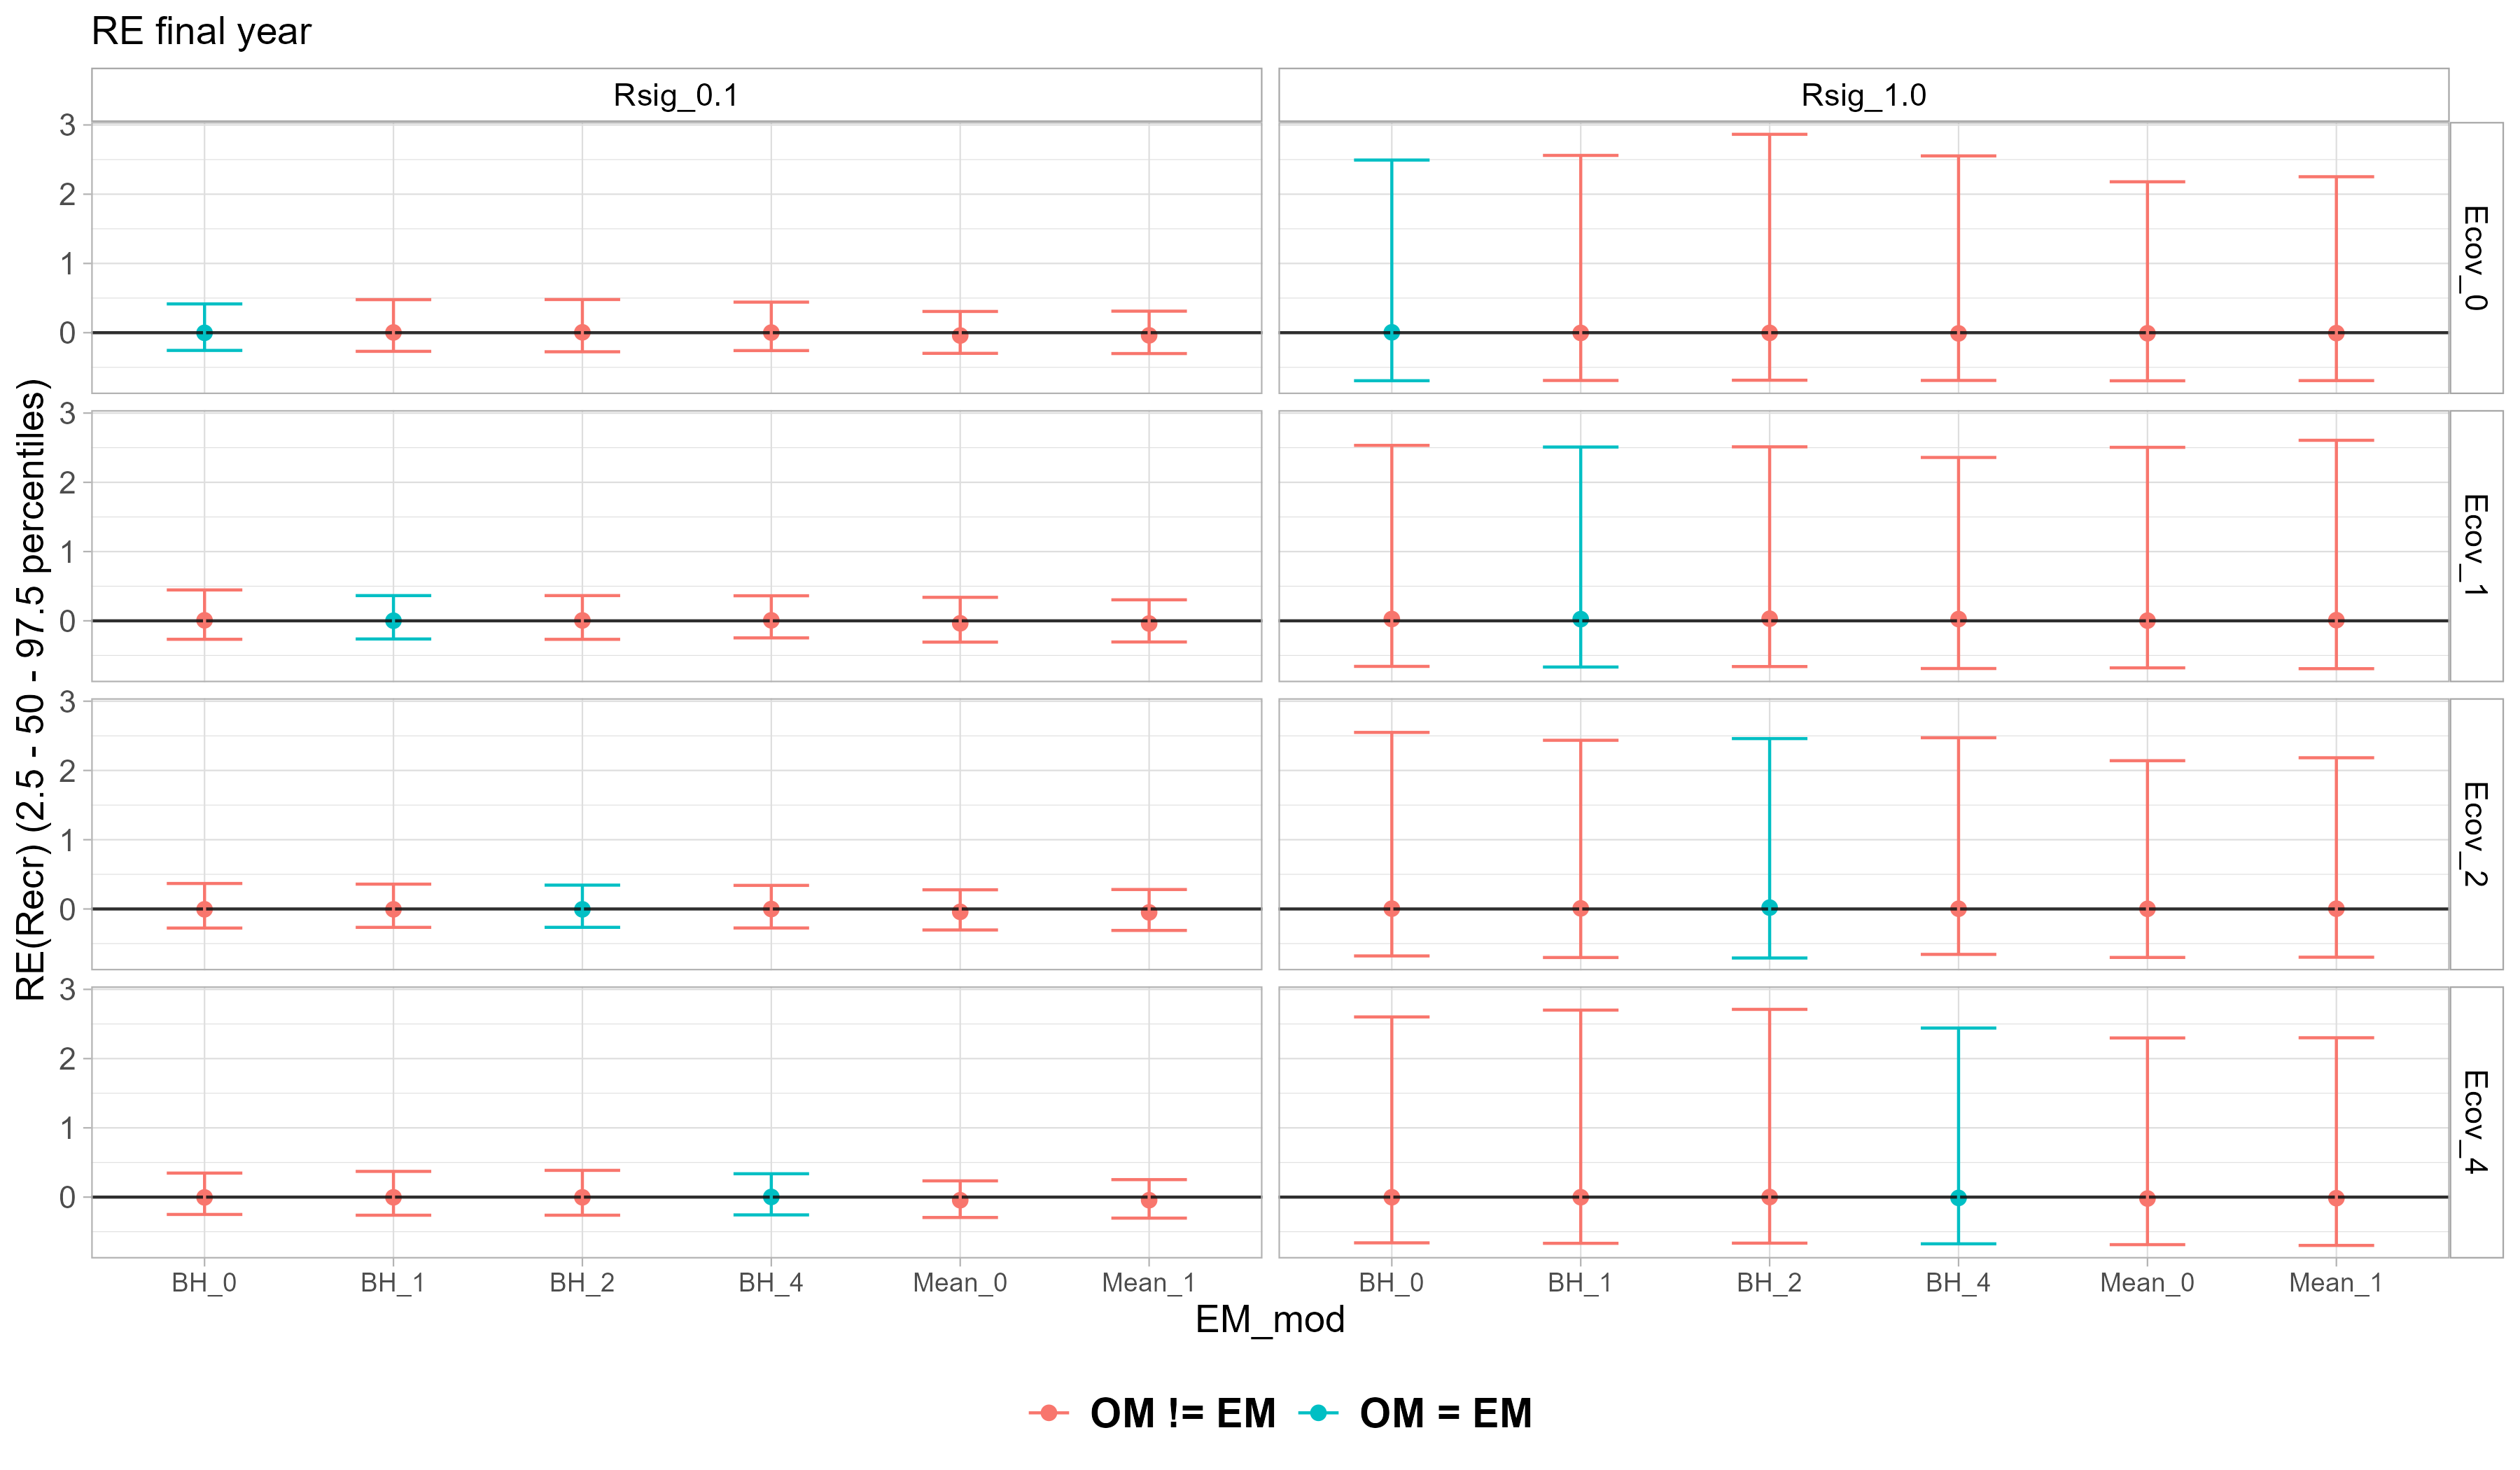 RE final year
Rsig_0.1
Rsig_1.0
RE(Recr) (2.5 - 50 - 97.5 percentiles)
3
2
1
0
Ecov_0
3
2
1
0
Ecov_1
3
2
1
0
Ecov_2
3
2
1
0
Ecov_4
BH_0 BH_1 BH_2 BH_4 Mean_0 Mean_1
BH_0 BH_1 BH_2 BH_4 Mean_0 Mean_1
EM_mod
OM != EM OM = EM